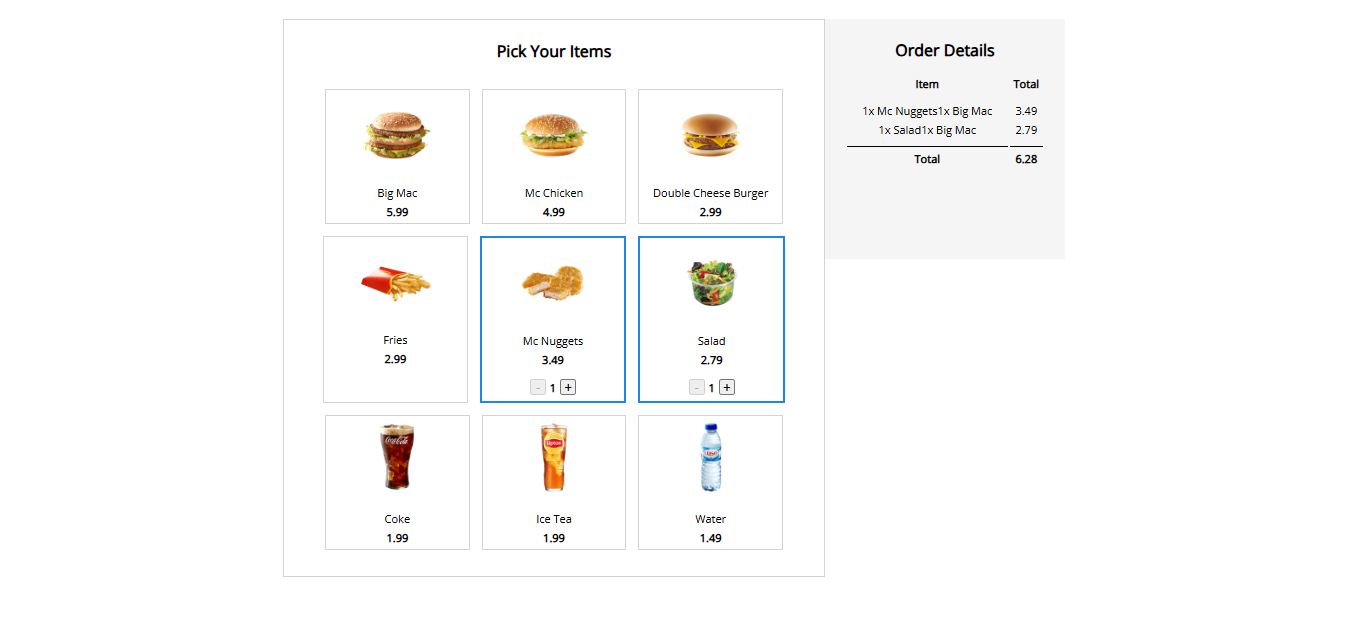 Pick Your Items
Big Mac
5.99
Mc Chicken
4.99
Double Cheese Burger
2.99
Fries
2.99
Mc Nuggets
3.49
- 1 +
Salad
2.79
- 1 +
Coca-Cola
Coke
1.99
Lipton
Ice Tea
1.99
Water
1.49
Order Details
Item Total
1x Mc Nuggets1x Big Mac 3.49
1x Salad1x Big Mac 2.79
Total 6.28